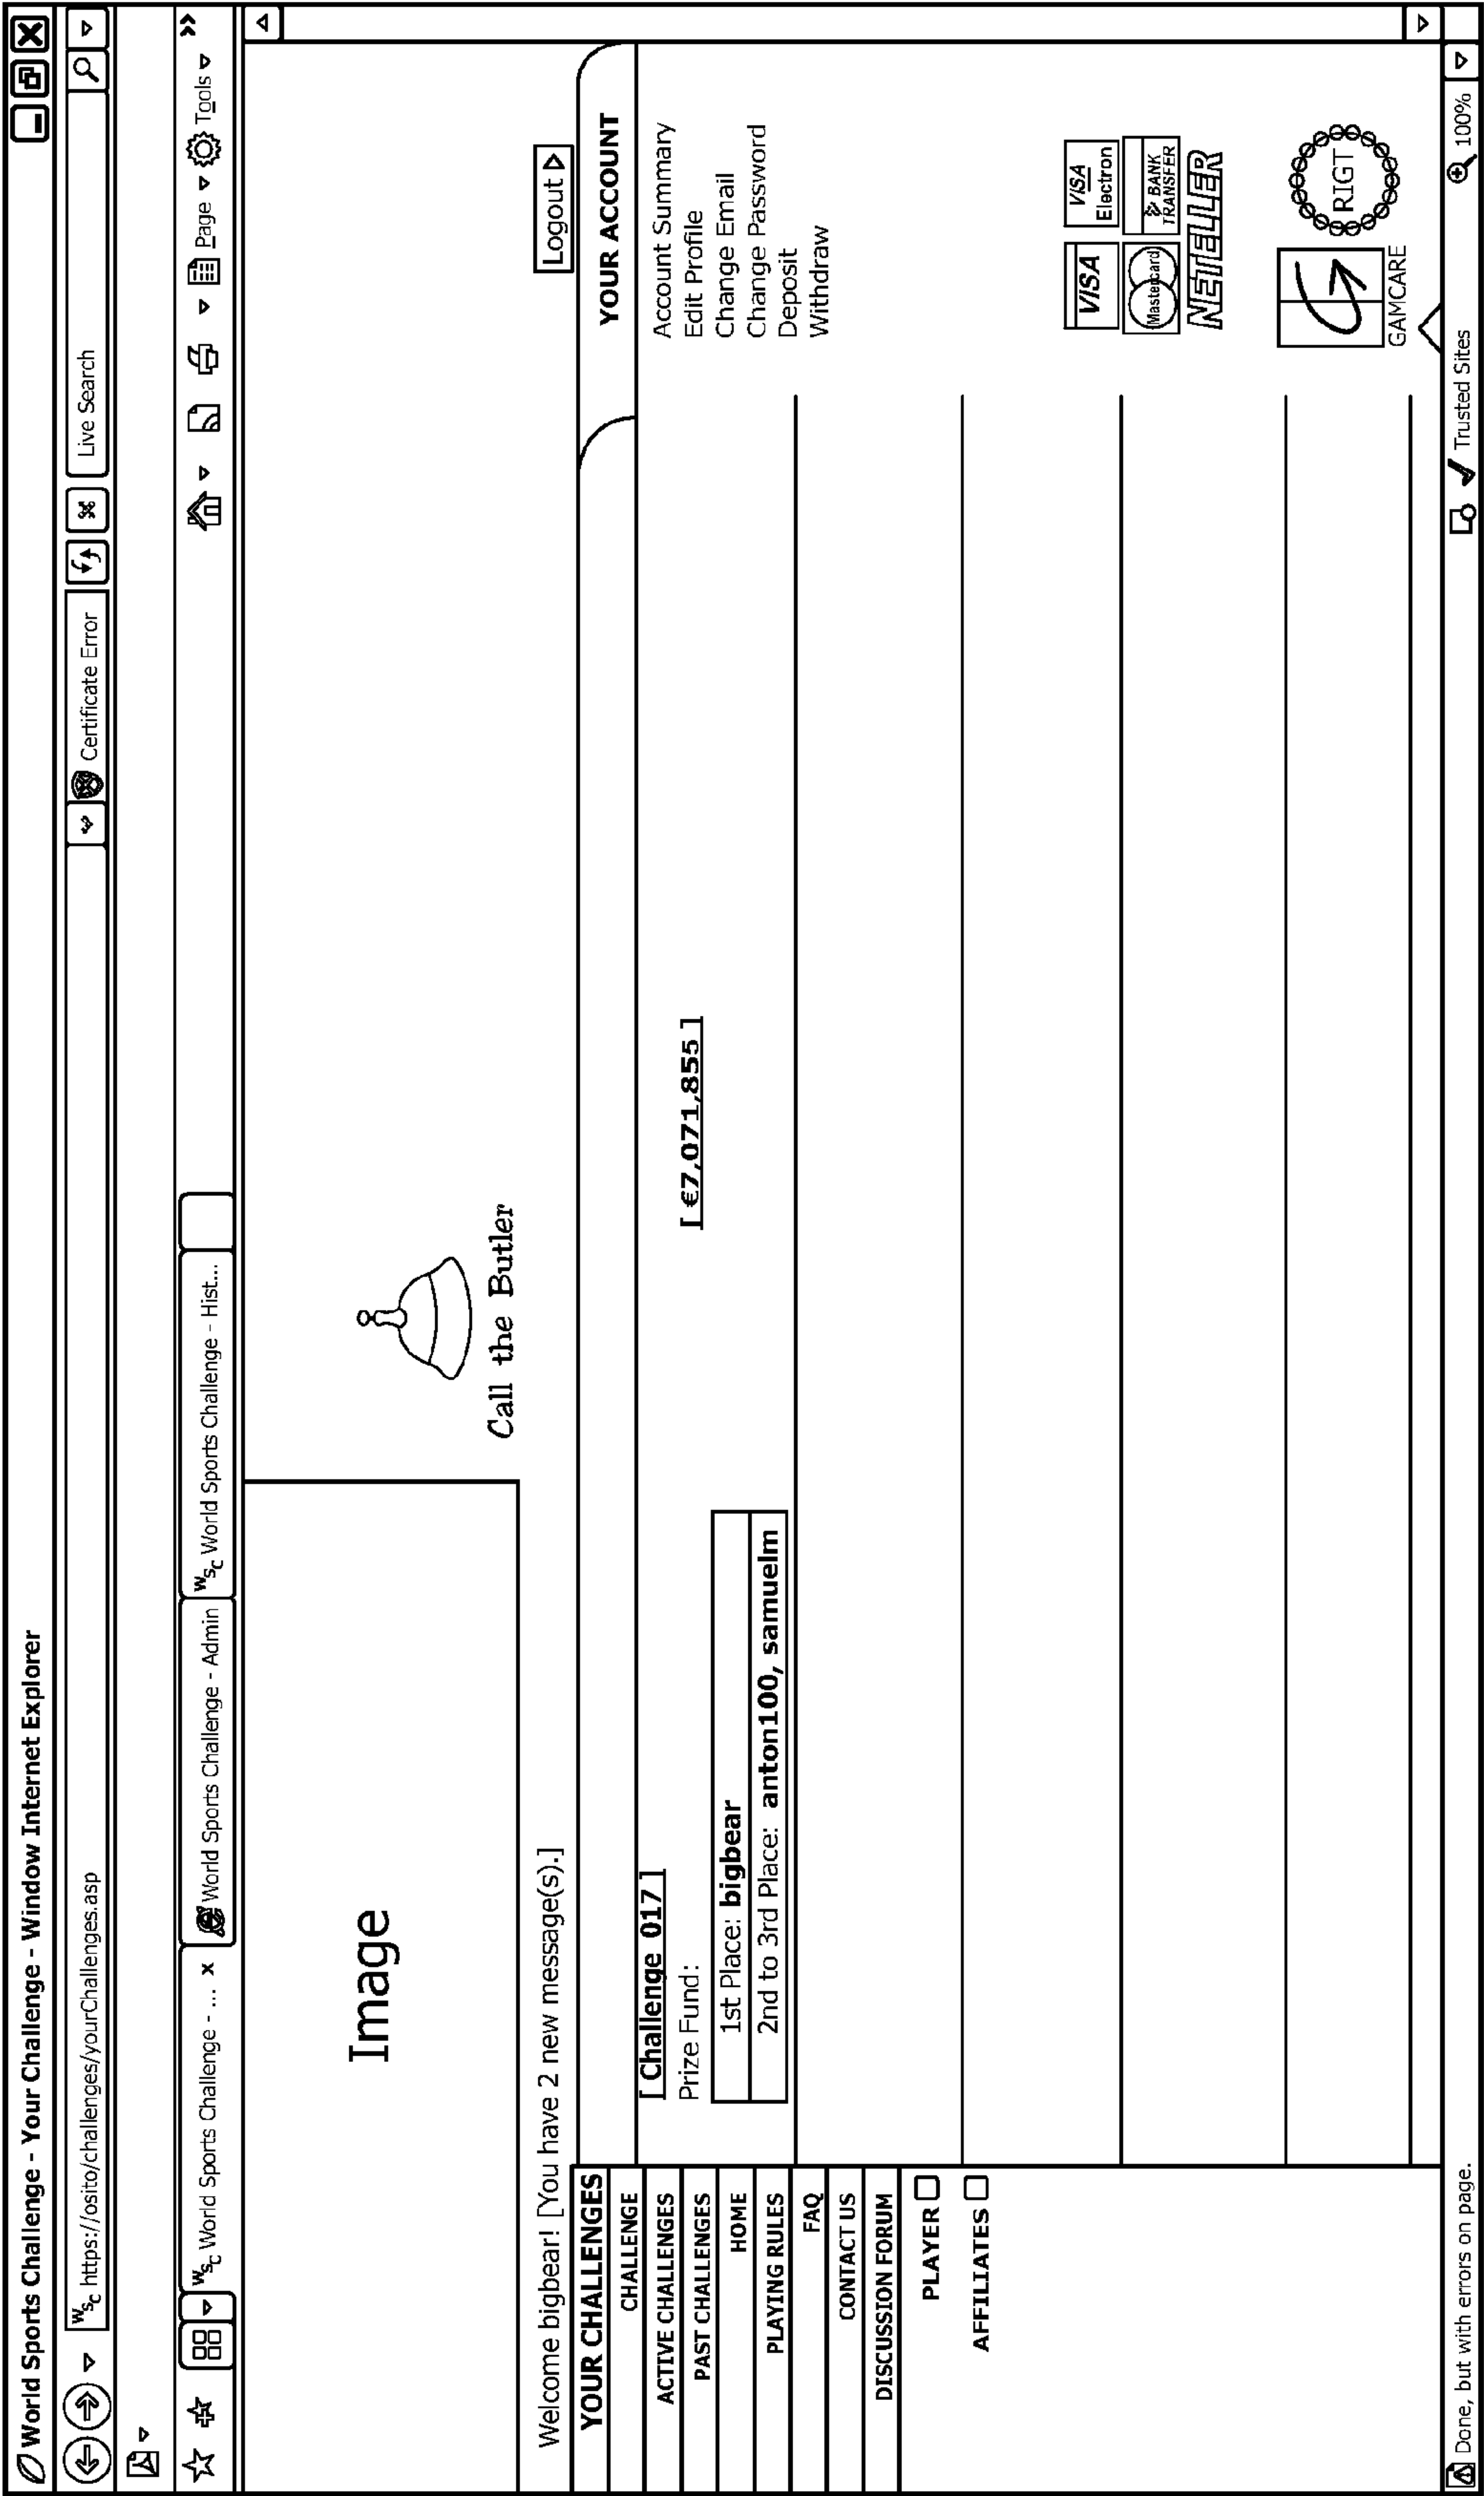 World Sports Challenge - Your Challenge - Window Internet Explorer
WSC https://osito/challenges/yourChallenges.asp
Certificate Error
Live Search
WSC World Sports Challenge - ... x
World Sports Challenge - Admin
WSC World Sports Challenge - Hist...
Page
Tools
Image
Call the Butler
Welcome bigbear! [You have 2 new message(s).]
Logout
YOUR CHALLENGES
CHALLENGE
ACTIVE CHALLENGES
PAST CHALLENGES
HOME
PLAYING RULES
FAQ
CONTACT US
DISCUSSION FORUM
PLAYER
AFFILIATES
[ Challenge 017 ]
Prize Fund:
[ €7,071,855 ]
1st Place: bigbear
2nd to 3rd Place: anton100, samuelm
YOUR ACCOUNT
Account Summary
Edit Profile
Change Email
Change Password
Deposit
Withdraw
VISA
VISA
Electron
Mastercard
BANK
TRANSFER
NETELLER
GAMCARE
RIGT
Done, but with errors on page.
Trusted Sites
100%